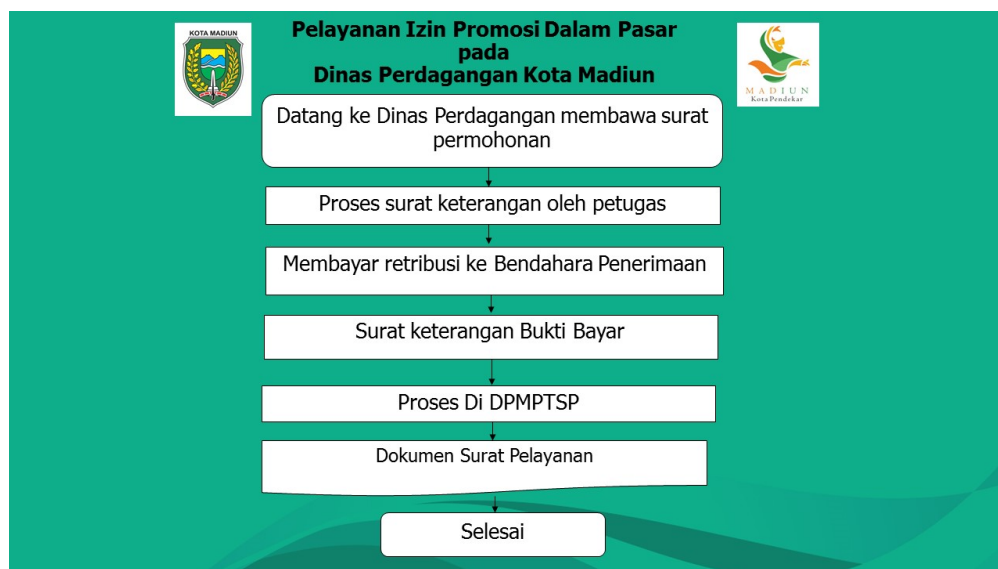 KOTA MADIUN
Pelayanan Izin Promosi Dalam Pasar
pada
Dinas Perdagangan Kota Madiun
MADIUN
Kota Pendekar
Datang ke Dinas Perdagangan membawa surat
permohonan
Proses surat keterangan oleh petugas
Membayar retribusi ke Bendahara Penerimaan
Surat keterangan Bukti Bayar
Proses Di DPMPTSP
Dokumen Surat Pelayanan
Selesai